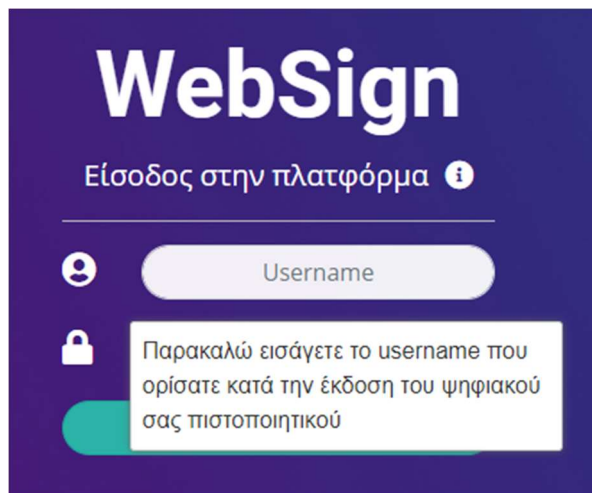 WebSign
Είσοδος στην πλατφόρμα
Username
Παρακαλώ εισάγετε το username που
ορίσατε κατά την έκδοση του ψηφιακού
σας πιστοποιητικού